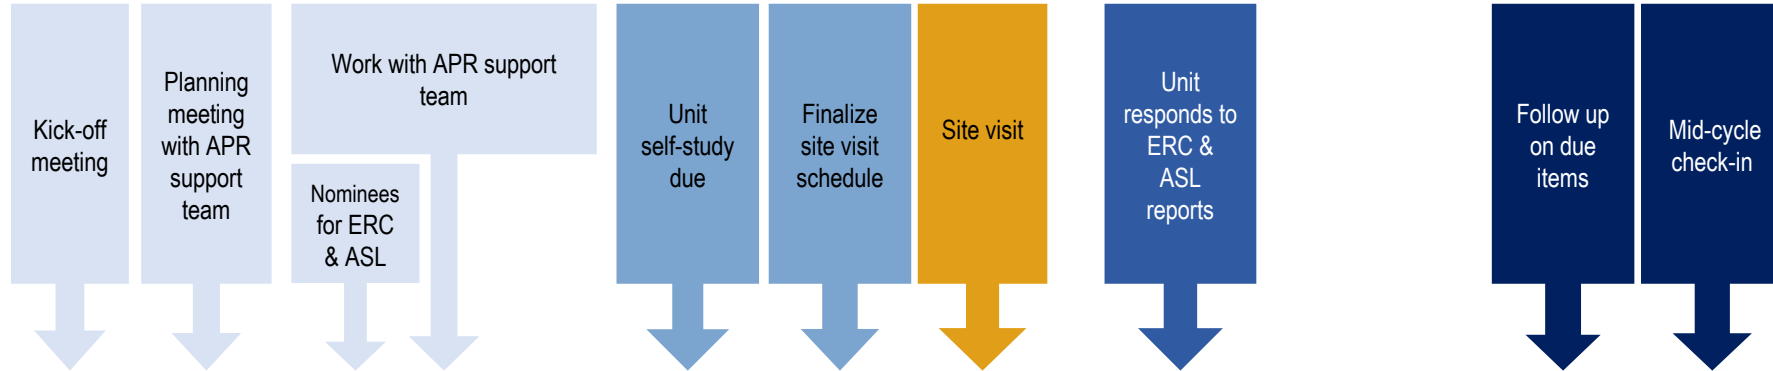 Kick-off
meeting
Planning
meeting
with APR
support
team
Work with APR support
team
Nominees
for ERC
& ASL
Unit
self-study
due
Finalize
site visit
schedule
Site visit
Unit
responds to
ERC &
ASL
reports
Follow up
on due
items
Mid-cycle
check-in